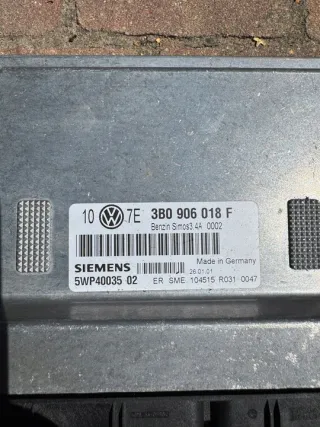 10 7E 3B0 906 018 F
Benzin Simos3.4A 0002
SIEMENS
26.01.01
Made in Germany
5WP40035 02 ER SME 104515 R031 0047